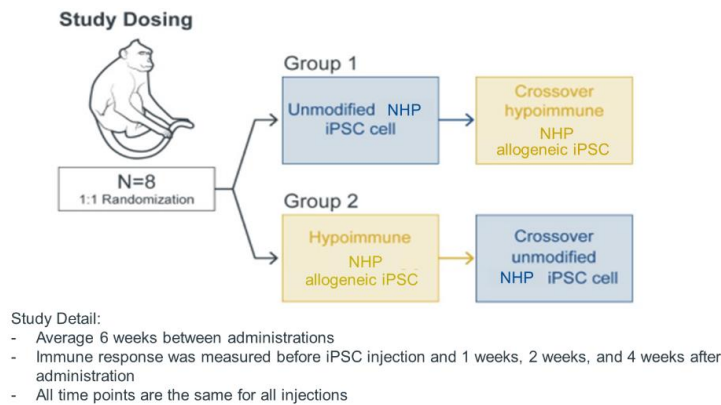 Study Dosing
N=8
1:1 Randomization
Group 1
Unmodified NHP
iPSC cell
Crossover
hypoimmune
NHP
allogeneic iPSC
Group 2
Hypoimmune
NHP
allogeneic iPSC
Crossover
unmodified
NHP iPSC cell
Study Detail:
- Average 6 weeks between administrations
- Immune response was measured before iPSC injection and 1 weeks, 2 weeks, and 4 weeks after
administration
- All time points are the same for all injections